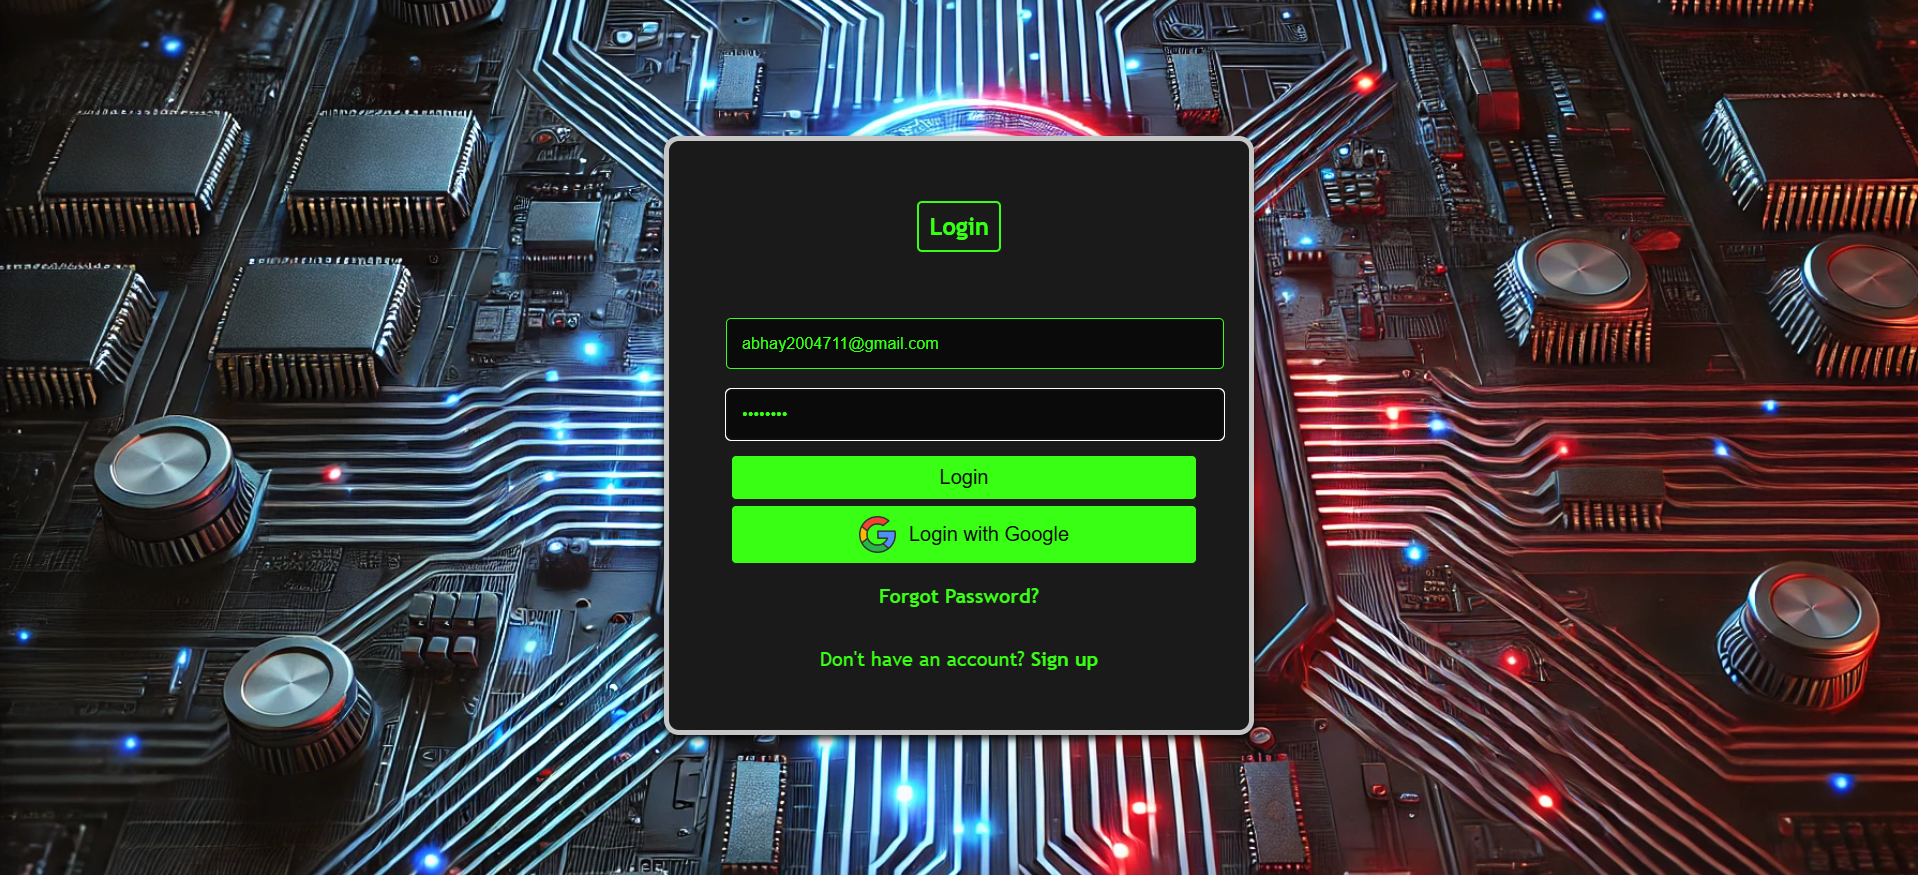 Login
abhay2004711@gmail.com
••••••••
Login
Login with Google
Forgot Password?
Don't have an account? Sign up